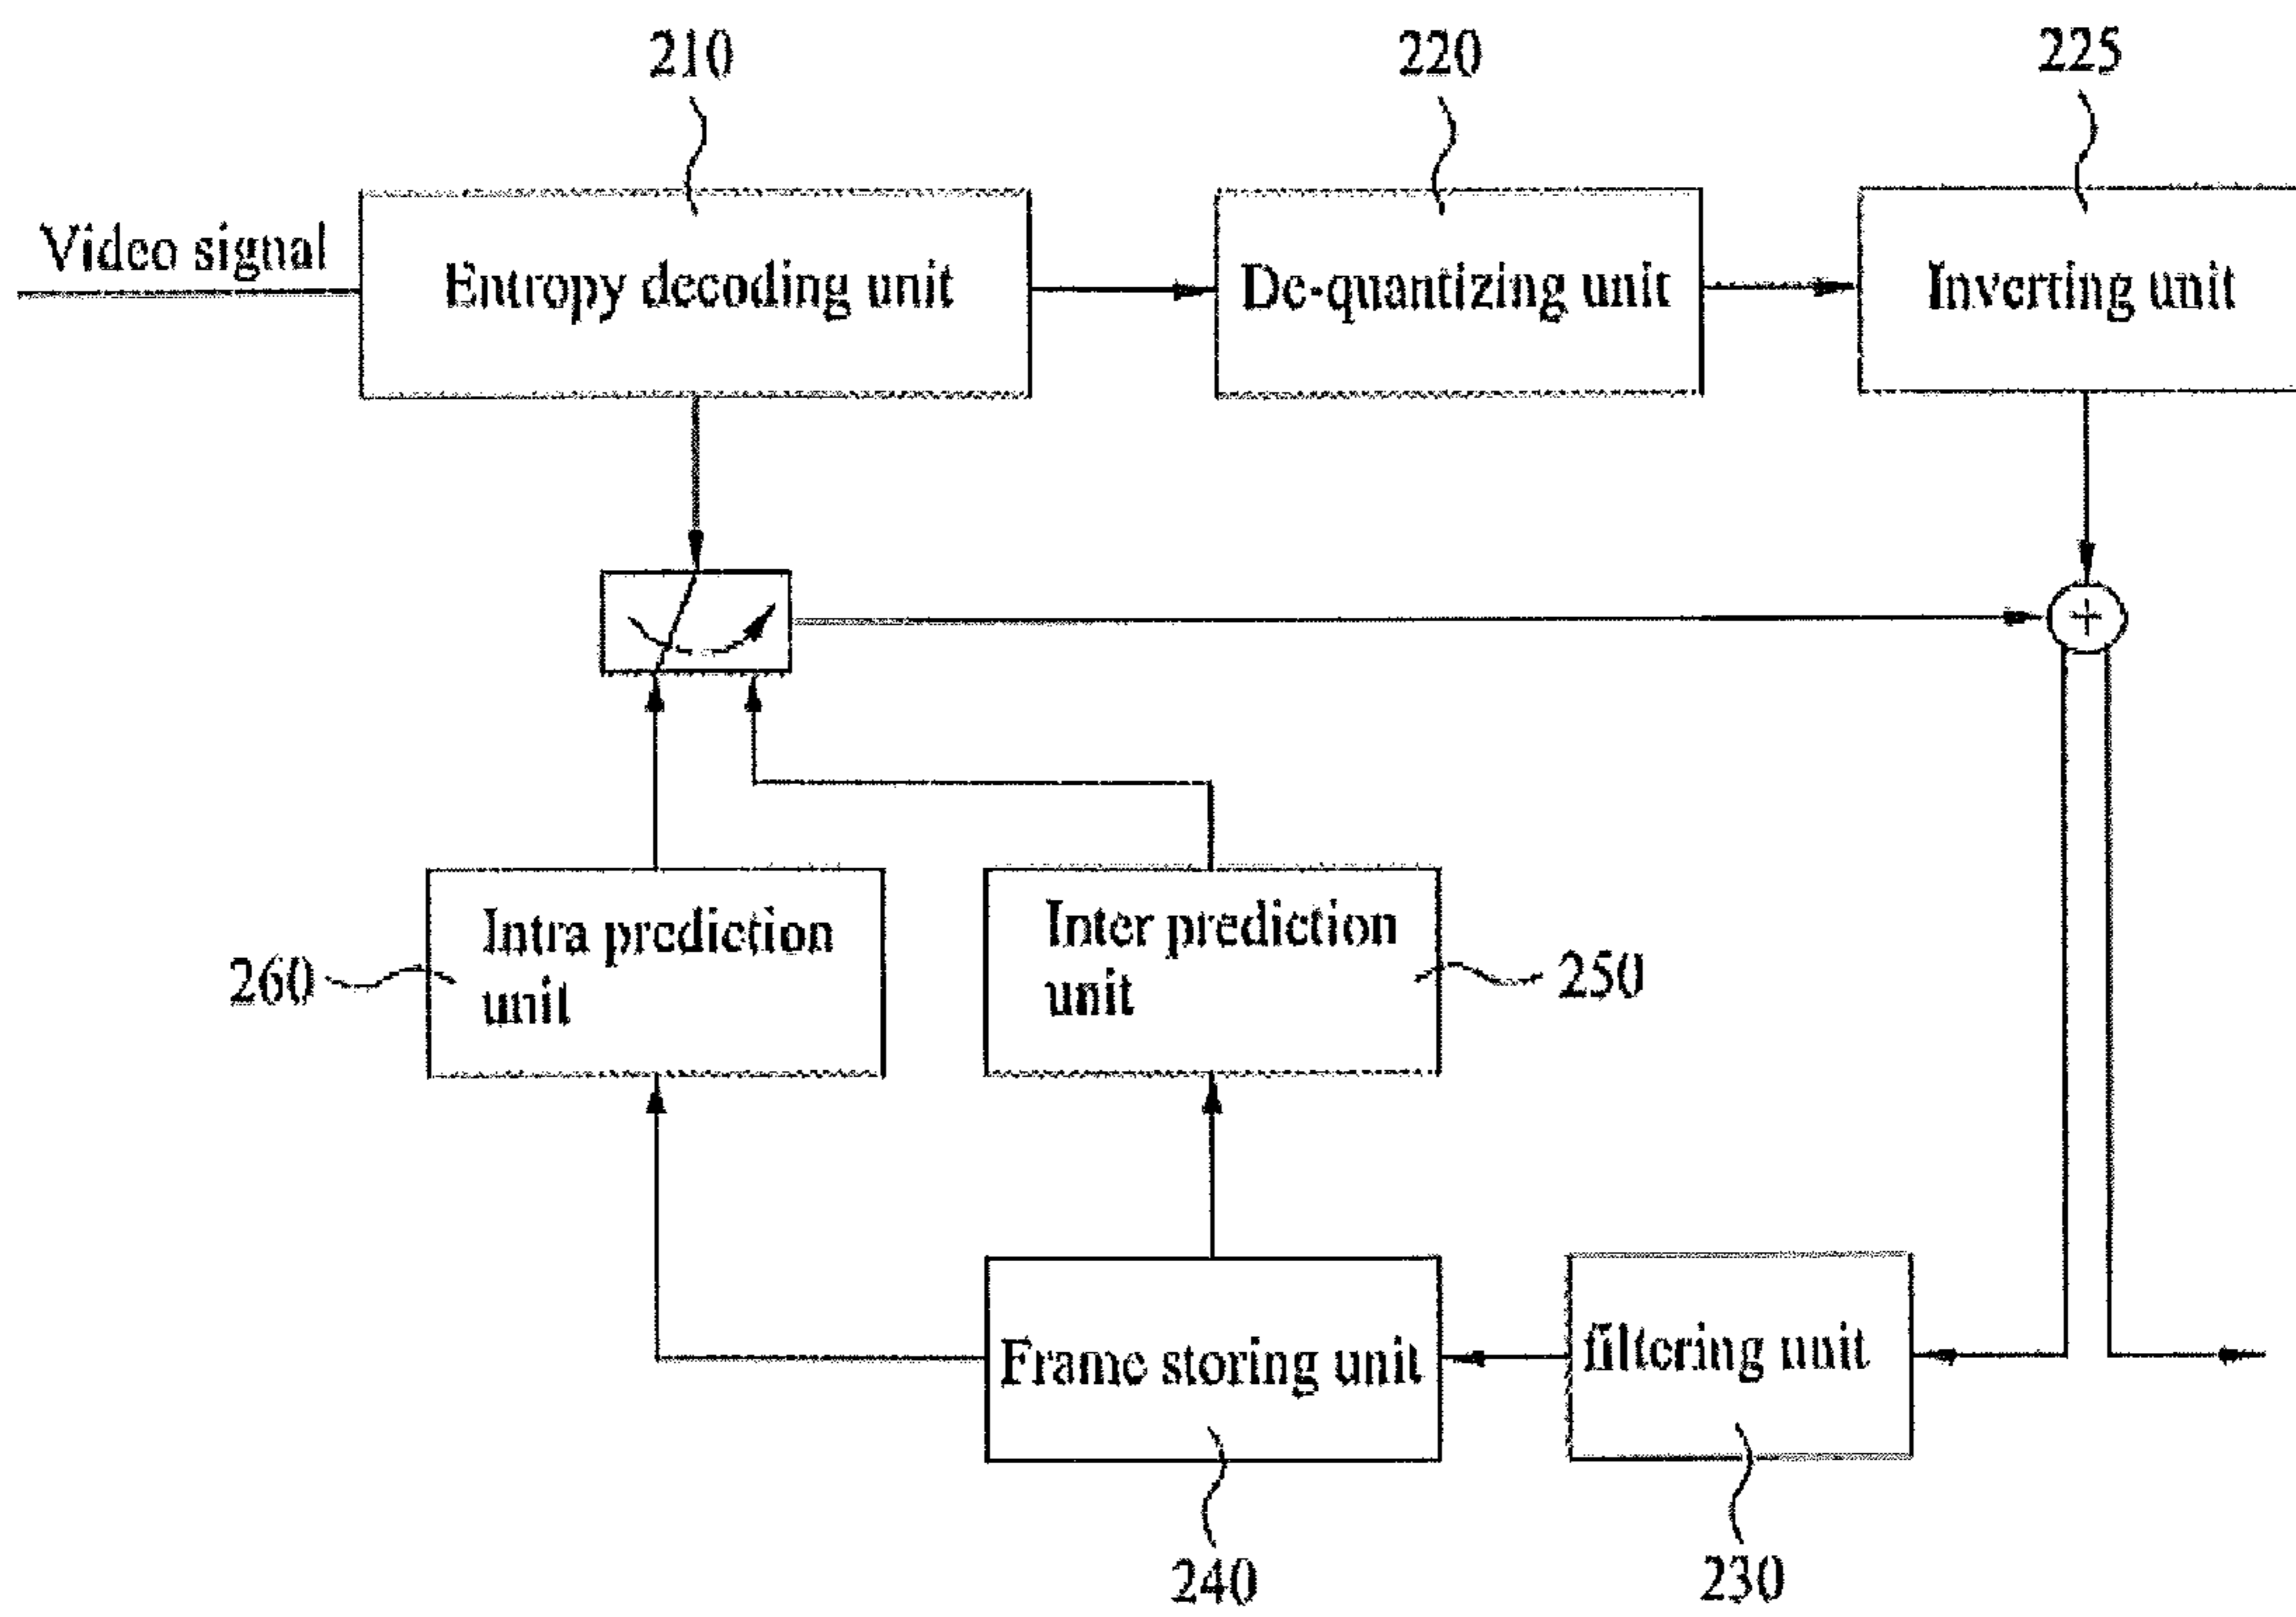 210
220
225
Video signal
Entropy decoding unit
De-quantizing unit
Inverting unit
+
Intra prediction
unit
260
Inter prediction
unit
250
Frame storing unit
filtering unit
240
230